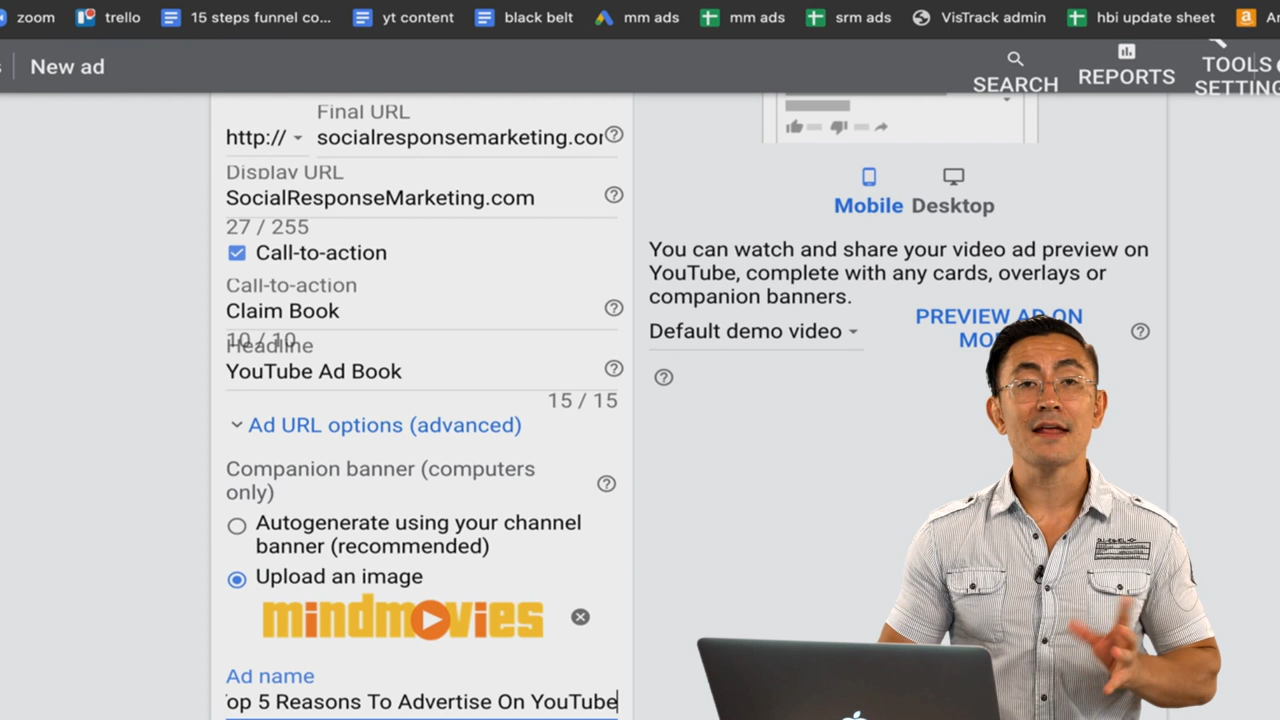 zoom
trello
15 steps funnel co...
yt content
black belt
mm ads
mm ads
srm ads
VisTrack admin
hbi update sheet
New ad
SEARCH
REPORTS
TOOLS
SETTING
Final URL
http://
socialresponsemarketing.co
Display URL
SocialResponseMarketing.com
27 / 255
Call-to-action
Call-to-action
Claim Book
10 / 10
Headline
YouTube Ad Book
15 / 15
Ad URL options (advanced)
Companion banner (computers
only)
Autogenerate using your channel
banner (recommended)
Upload an image
mindmovies
Ad name
op 5 Reasons To Advertise On YouTube
Mobile
Desktop
You can watch and share your video ad preview on
YouTube, complete with any cards, overlays or
companion banners.
Default demo video
PREVIEW AD ON
MO